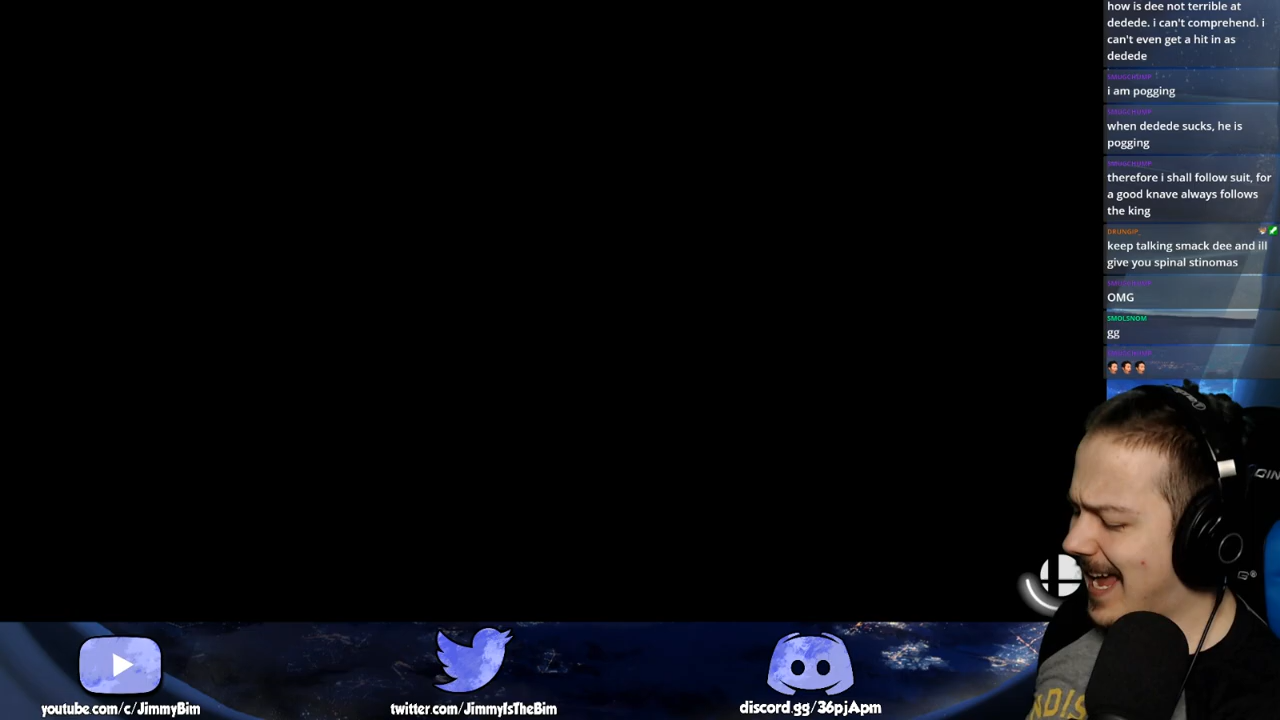 how is dee not terrible at
dedede. i can't comprehend. i
can't even get a hit in as
dedede
i am pogging
when dedede sucks, he is
pogging
therefore i shall follow suit, for
a good knave always follows
the king
DRUNGIP_
keep talking smack dee and ill
give you spinal stinomas
OMG
SMOLSNOM
gg
youtube.com/c/JimmyBim
twitter.com/JimmyIsTheBim
discord.gg/36pjApm